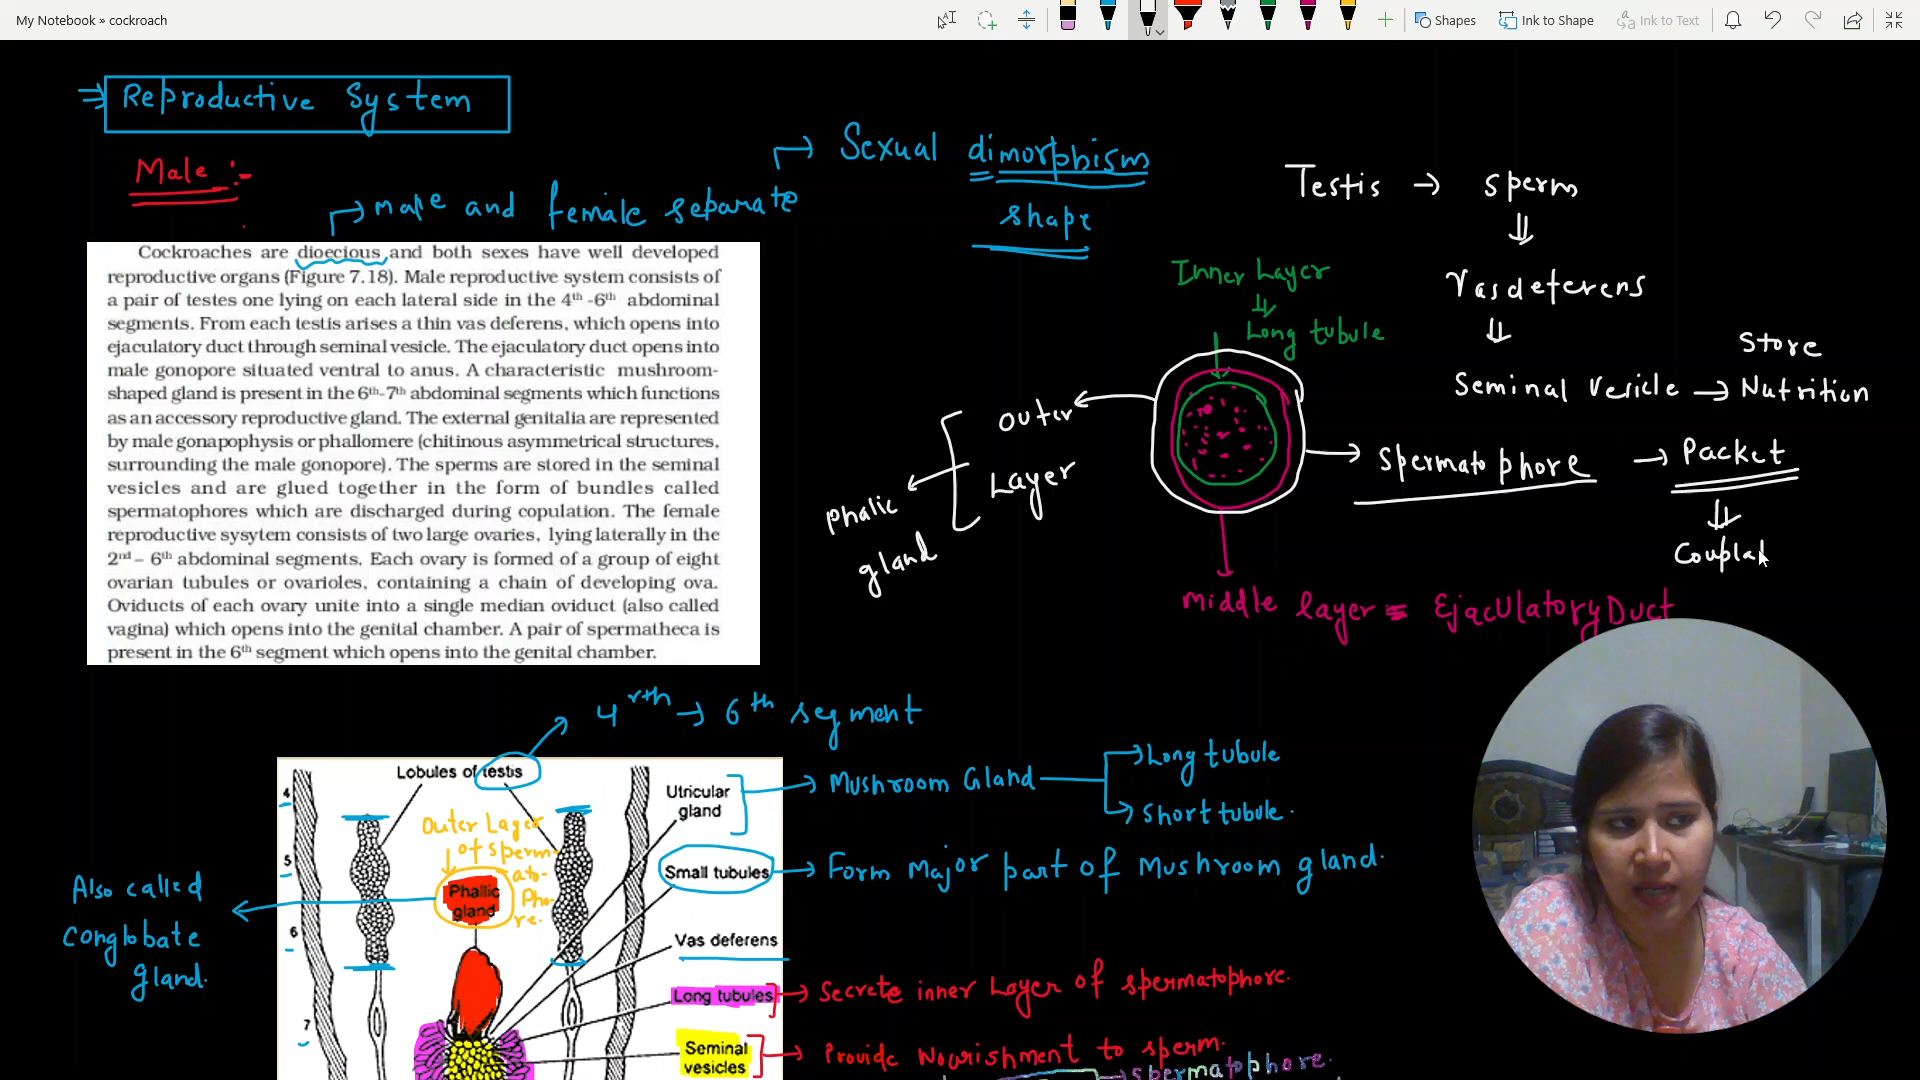 My Notebook » cockroach
Shapes
Ink to Shape
Ink to Text
⇒ Reproductive System
Male :-
→ male and female separate
→ Sexual dimorphism
shape
Cockroaches are dioecious and both sexes have well developed
reproductive organs (Figure 7.18). Male reproductive system consists of
a pair of testes one lying on each lateral side in the 4th -6th abdominal
segments. From each testis arises a thin vas deferens, which opens into
ejaculatory duct through seminal vesicle. The ejaculatory duct opens into
male gonopore situated ventral to anus. A characteristic mushroom-
shaped gland is present in the 6th-7th abdominal segments which functions
as an accessory reproductive gland. The external genitalia are represented
by male gonapophysis or phallomere (chitinous asymmetrical structures,
surrounding the male gonopore). The sperms are stored in the seminal
vesicles and are glued together in the form of bundles called
spermatophores which are discharged during copulation. The female
reproductive sysytem consists of two large ovaries, lying laterally in the
2nd – 6th abdominal segments. Each ovary is formed of a group of eight
ovarian tubules or ovarioles, containing a chain of developing ova.
Oviducts of each ovary unite into a single median oviduct (also called
vagina) which opens into the genital chamber. A pair of spermatheca is
present in the 6th segment which opens into the genital chamber.
Testis → sperm
⇓
Vas deferens
⇓
Seminal Vesicle → Nutrition
Store
Inner Layer
⇓
Long tubule
Outer
Layer
Phalic
gland
→ Spermatophore → Packet
⇓
Couplat
Middle layer = Ejaculatory Duct
4rth → 6th segment
Lobules of testis
4
5
6
7
Outer Layer
of sperm-
ato-
Pho-
re.
Phallic
gland
Also called
conglobate
gland.
Utricular
gland
→ Mushroom Gland
→ Long tubule
→ Short tubule.
Small tubules
→ Form Major part of Mushroom gland.
Vas deferens
Long tubules
→ Secrete inner Layer of spermatophore.
Seminal
vesicles
→ Provide Nourishment to sperm.
→ spermatophore.